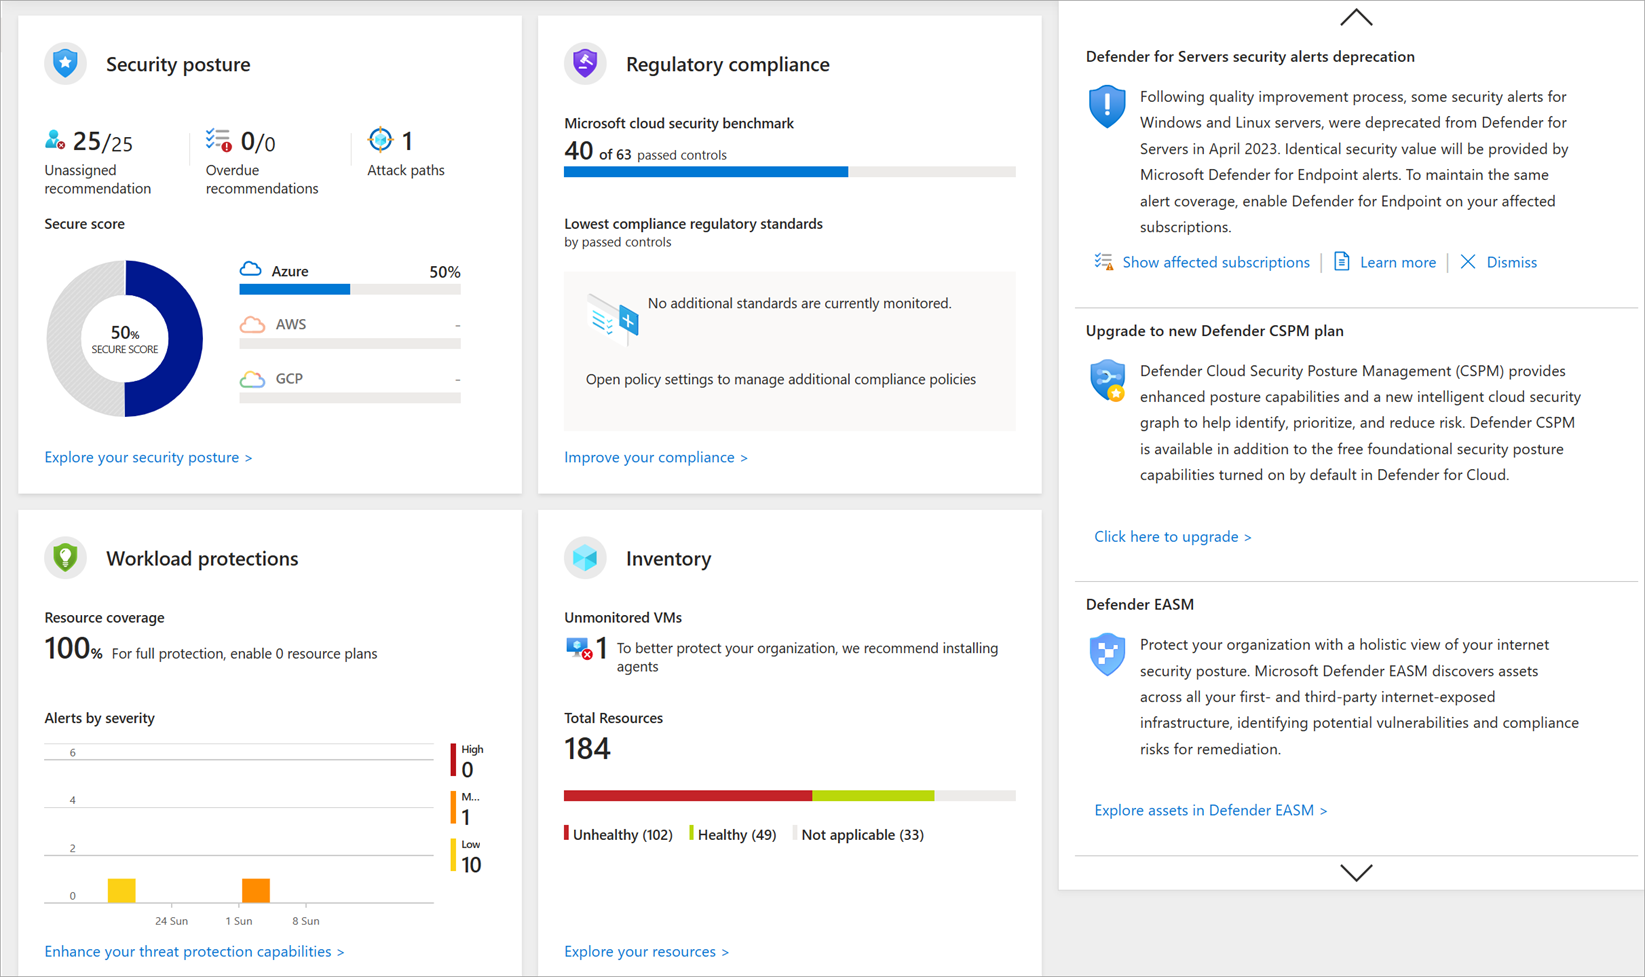 Security posture
25/25
Unassigned
recommendation
0/0
Overdue
recommendations
1
Attack paths
Secure score
50%
SECURE SCORE
Azure 50%
AWS -
GCP -
Explore your security posture >
Regulatory compliance
Microsoft cloud security benchmark
40 of 63 passed controls
Lowest compliance regulatory standards
by passed controls
No additional standards are currently monitored.
Open policy settings to manage additional compliance policies
Improve your compliance >
Workload protections
Resource coverage
100% For full protection, enable 0 resource plans
Alerts by severity
6
4
2
0
24 Sun 1 Sun 8 Sun
High
0
M...
1
Low
10
Enhance your threat protection capabilities >
Inventory
Unmonitored VMs
1 To better protect your organization, we recommend installing
agents
Total Resources
184
Unhealthy (102) Healthy (49) Not applicable (33)
Explore your resources >
Defender for Servers security alerts deprecation
Following quality improvement process, some security alerts for
Windows and Linux servers, were deprecated from Defender for
Servers in April 2023. Identical security value will be provided by
Microsoft Defender for Endpoint alerts. To maintain the same
alert coverage, enable Defender for Endpoint on your affected
subscriptions.
Show affected subscriptions | Learn more | Dismiss
Upgrade to new Defender CSPM plan
Defender Cloud Security Posture Management (CSPM) provides
enhanced posture capabilities and a new intelligent cloud security
graph to help identify, prioritize, and reduce risk. Defender CSPM
is available in addition to the free foundational security posture
capabilities turned on by default in Defender for Cloud.
Click here to upgrade >
Defender EASM
Protect your organization with a holistic view of your internet
security posture. Microsoft Defender EASM discovers assets
across all your first- and third-party internet-exposed
infrastructure, identifying potential vulnerabilities and compliance
risks for remediation.
Explore assets in Defender EASM >